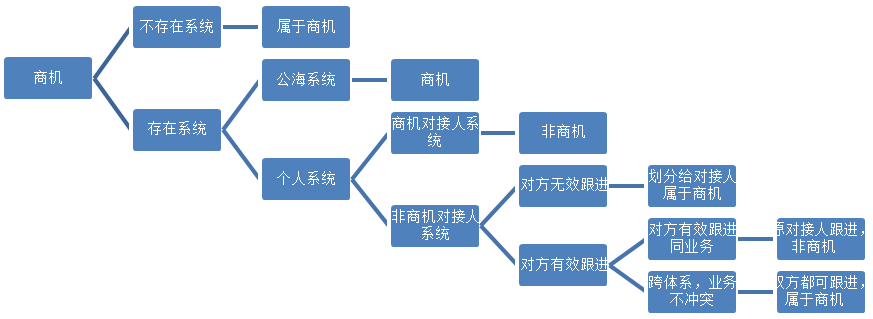 不存在系统
属于商机
商机
公海系统
商机
存在系统
商机对接人系
统
非商机
个人系统
对方无效跟进
划分给对接人
属于商机
非商机对接人
系统
对方有效跟进
同业务
原对接人跟进，
非商机
对方有效跟进
跨体系，业务
不冲突
双方都可跟进，
属于商机